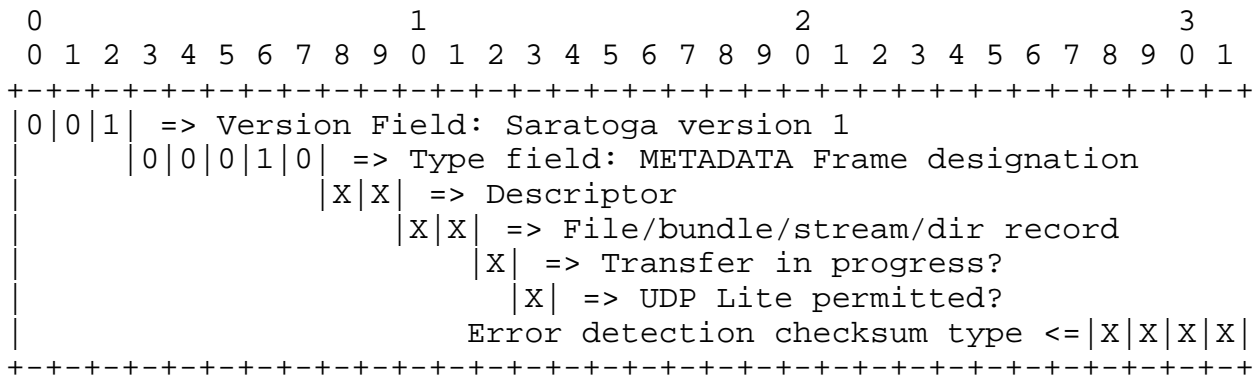 0                   1                   2                   3
 0 1 2 3 4 5 6 7 8 9 0 1 2 3 4 5 6 7 8 9 0 1 2 3 4 5 6 7 8 9 0 1
+-+-+-+-+-+-+-+-+-+-+-+-+-+-+-+-+-+-+-+-+-+-+-+-+-+-+-+-+-+-+-+-+
|0|0|1| => Version Field: Saratoga version 1
|     |0|0|0|1|0| => Type field: METADATA Frame designation
|               |X|X| => Descriptor
|                   |X|X| => File/bundle/stream/dir record
|                       |X| => Transfer in progress?
|                         |X| => UDP Lite permitted?
|                       Error detection checksum type <=|X|X|X|X|
+-+-+-+-+-+-+-+-+-+-+-+-+-+-+-+-+-+-+-+-+-+-+-+-+-+-+-+-+-+-+-+-+